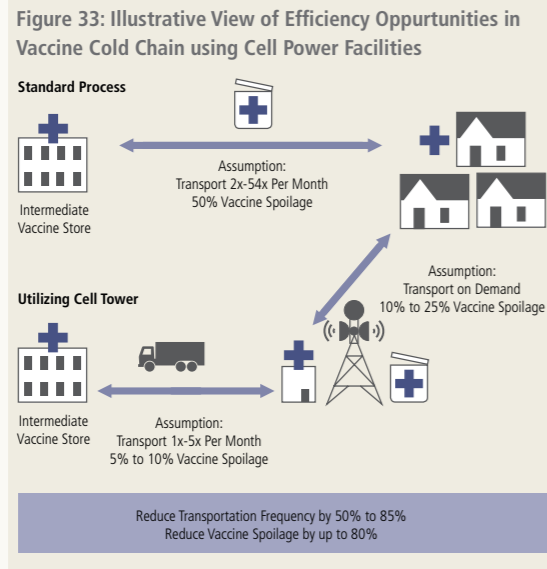 Figure 33: Illustrative View of Efficiency Oppurtunities in
Vaccine Cold Chain using Cell Power Facilities
Standard Process
Assumption:
Transport 2x-54x Per Month
50% Vaccine Spoilage
Intermediate
Vaccine Store
Assumption:
Transport on Demand
10% to 25% Vaccine Spoilage
Utilizing Cell Tower
Intermediate
Vaccine Store
Assumption:
Transport 1x-5x Per Month
5% to 10% Vaccine Spoilage
Reduce Transportation Frequency by 50% to 85%
Reduce Vaccine Spoilage by up to 80%